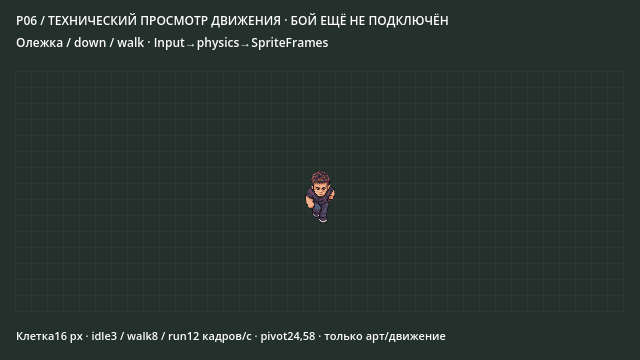 P06 / ТЕХНИЧЕСКИЙ ПРОСМОТР ДВИЖЕНИЯ · БОЙ ЕЩЁ НЕ ПОДКЛЮЧЁН
Олежка / down / walk · Input→physics→SpriteFrames
Клетка16 px · idle3 / walk8 / run12 кадров/с · pivot24,58 · только арт/движение